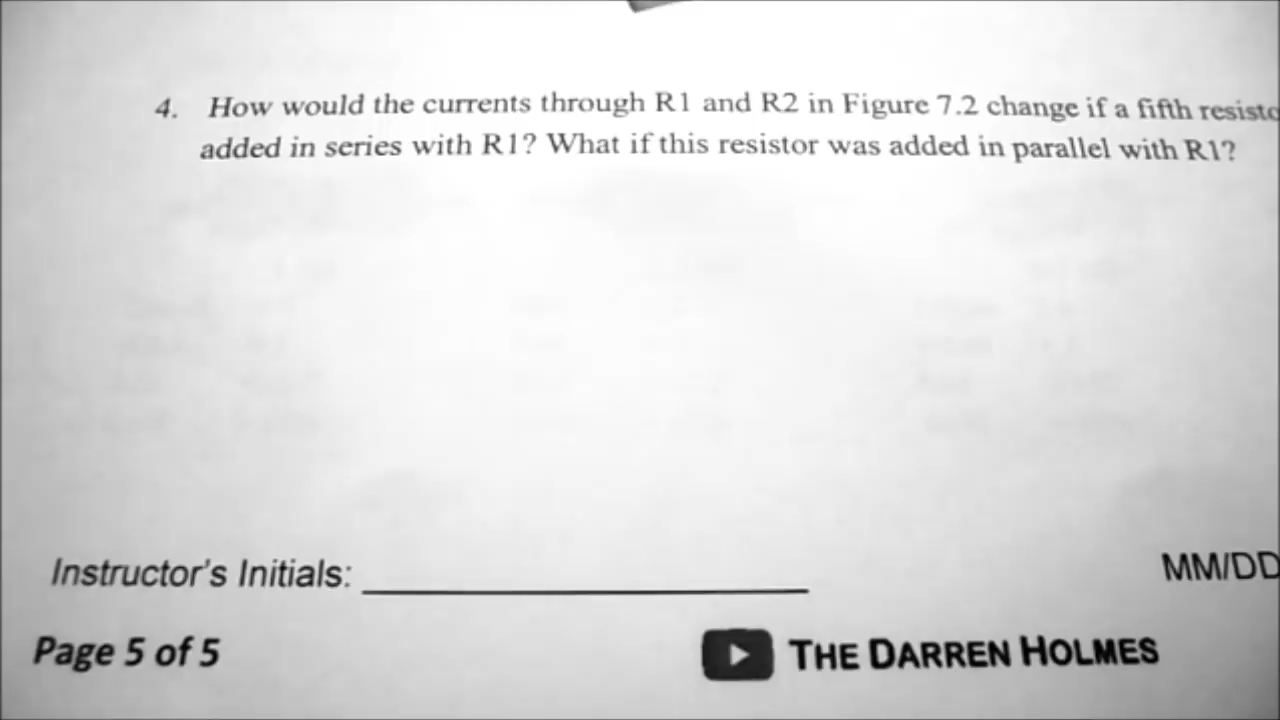 4. How would the currents through R1 and R2 in Figure 7.2 change if a fifth
added in series with R1? What if this resistor was added in parallel with R1?
Instructor's Initials:
MM/DD
Page 5 of 5
THE DARREN HOLMES